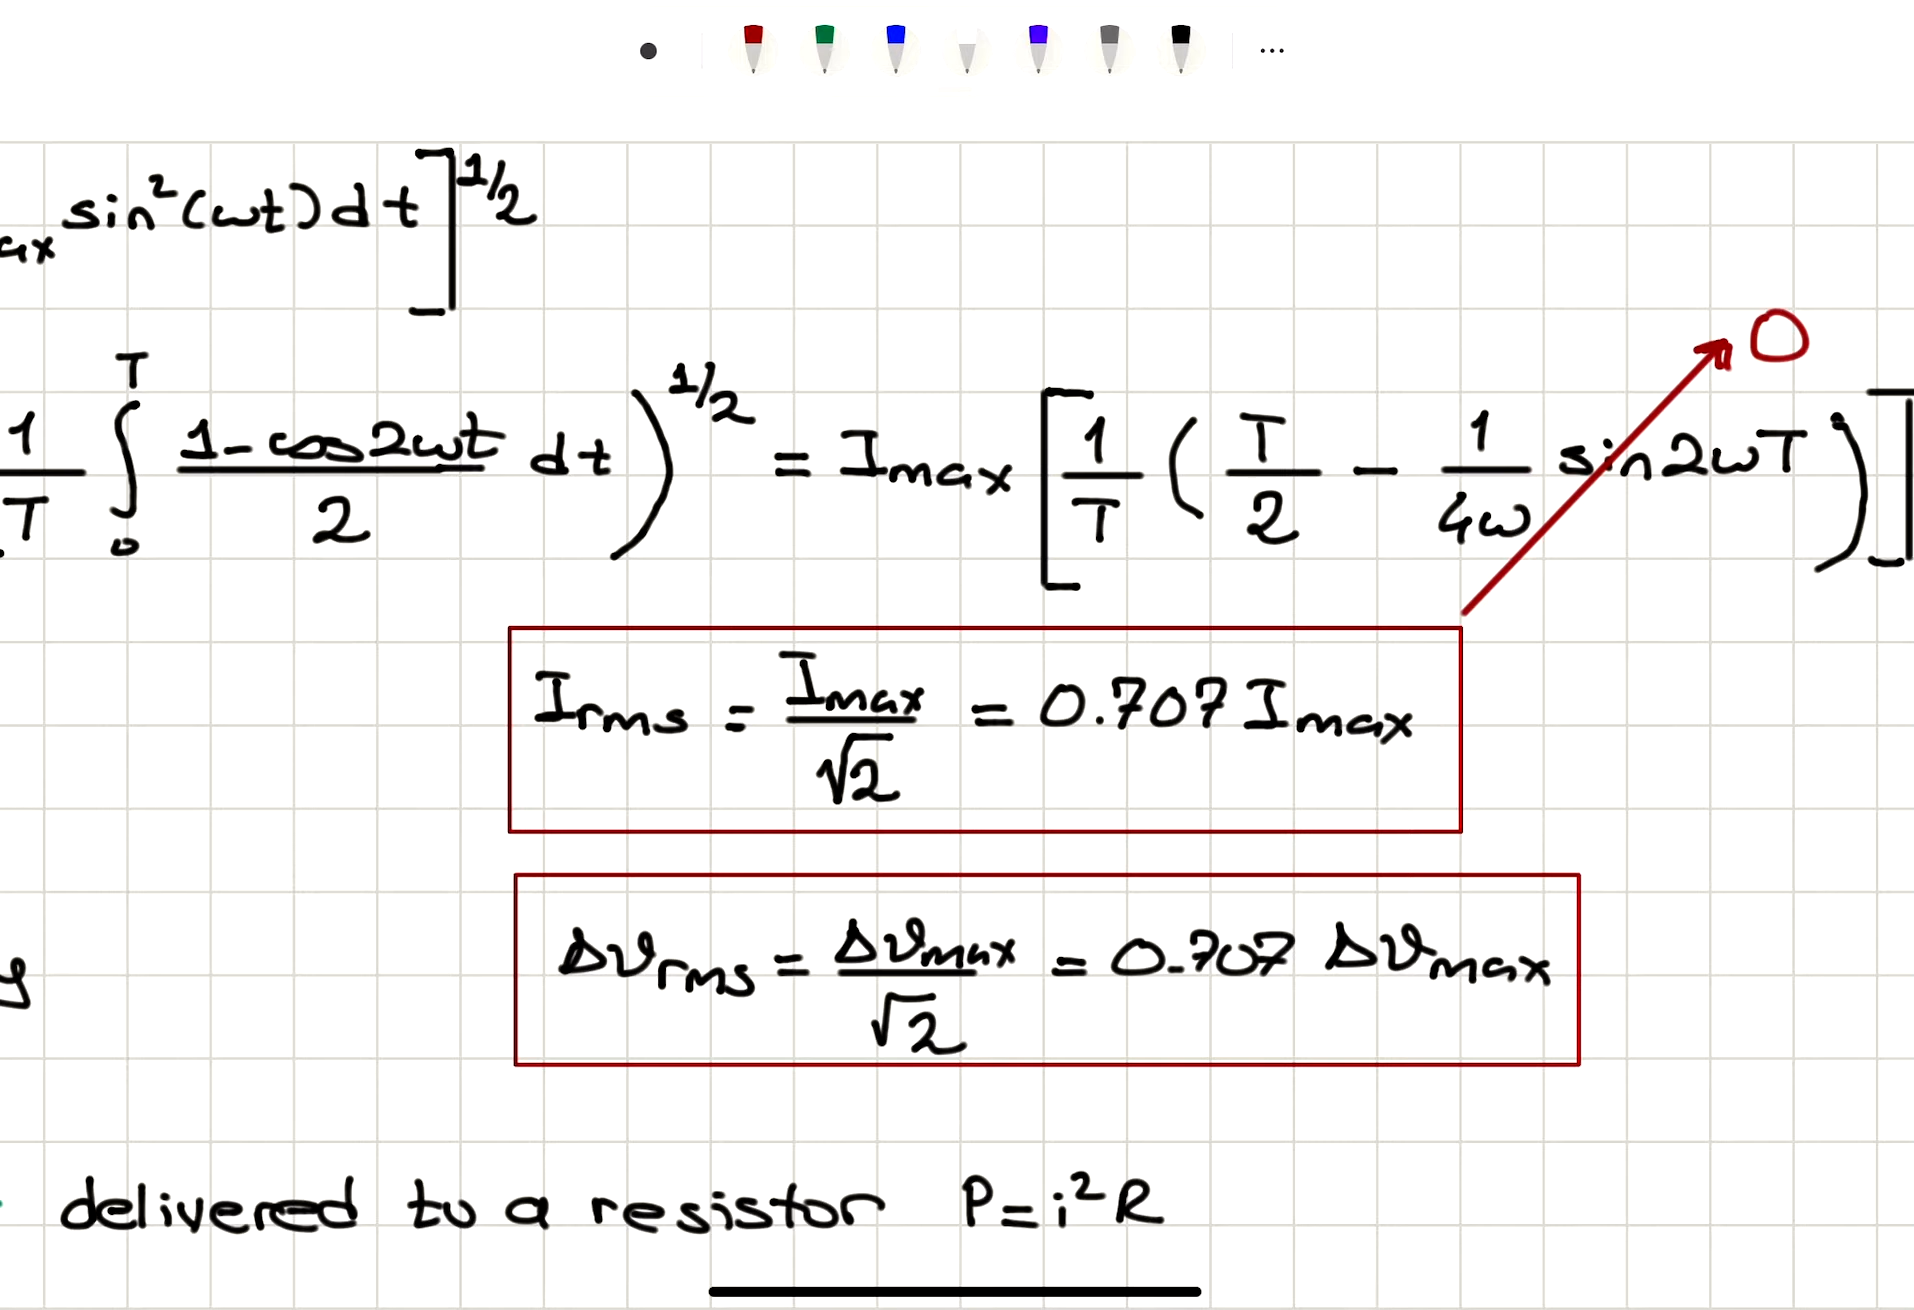 ax sin²(ωt)dt]^1/2
1/T ∫₀^T (1-cos2ωt)/2 dt)^1/2 = Imax [1/T (T/2 - 1/4ω sin2ωT)] 0
Irms = Imax/√2 = 0.707 Imax
Δvrms = Δvmax/√2 = 0.707 Δvmax
y
delivered to a resistor P=i²R